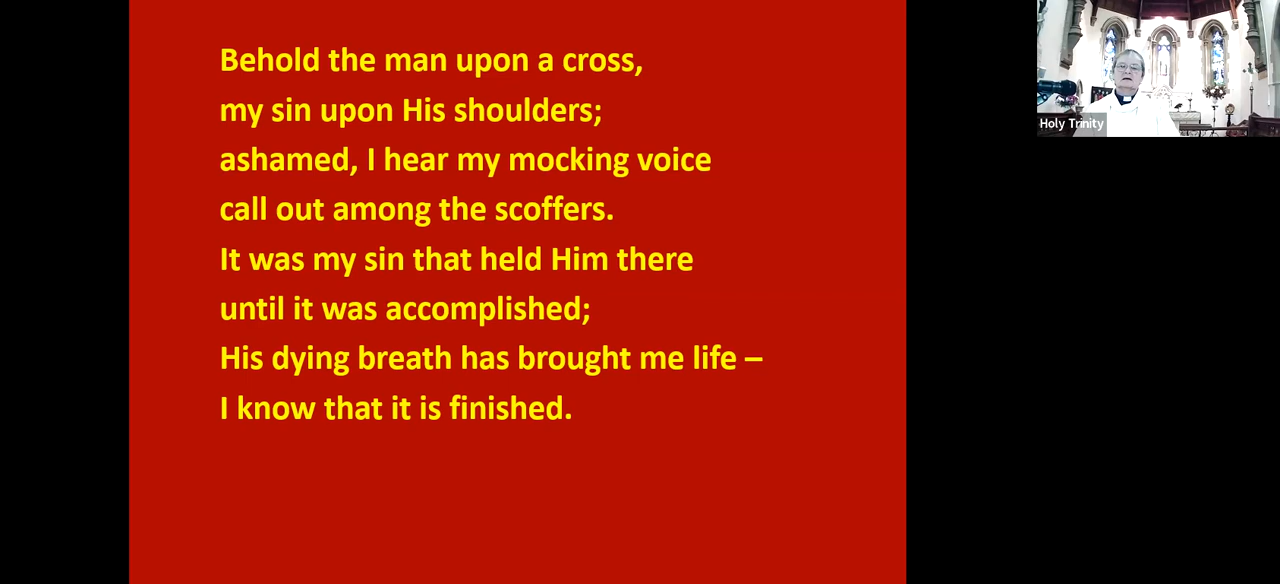 Behold the man upon a cross,
my sin upon His shoulders;
ashamed, I hear my mocking voice
call out among the scoffers.
It was my sin that held Him there
until it was accomplished;
His dying breath has brought me life –
I know that it is finished.
Holy Trinity